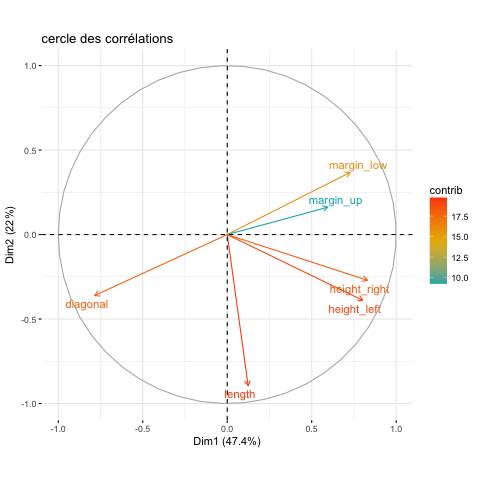 cercle des corrélations
1.0
0.5
0.0
-0.5
-1.0
Dim2 (22%)
margin_low
margin_up
height_right
height_left
diagonal
length
-1.0
-0.5
0.0
0.5
1.0
Dim1 (47.4%)
contrib
17.5
15.0
12.5
10.0